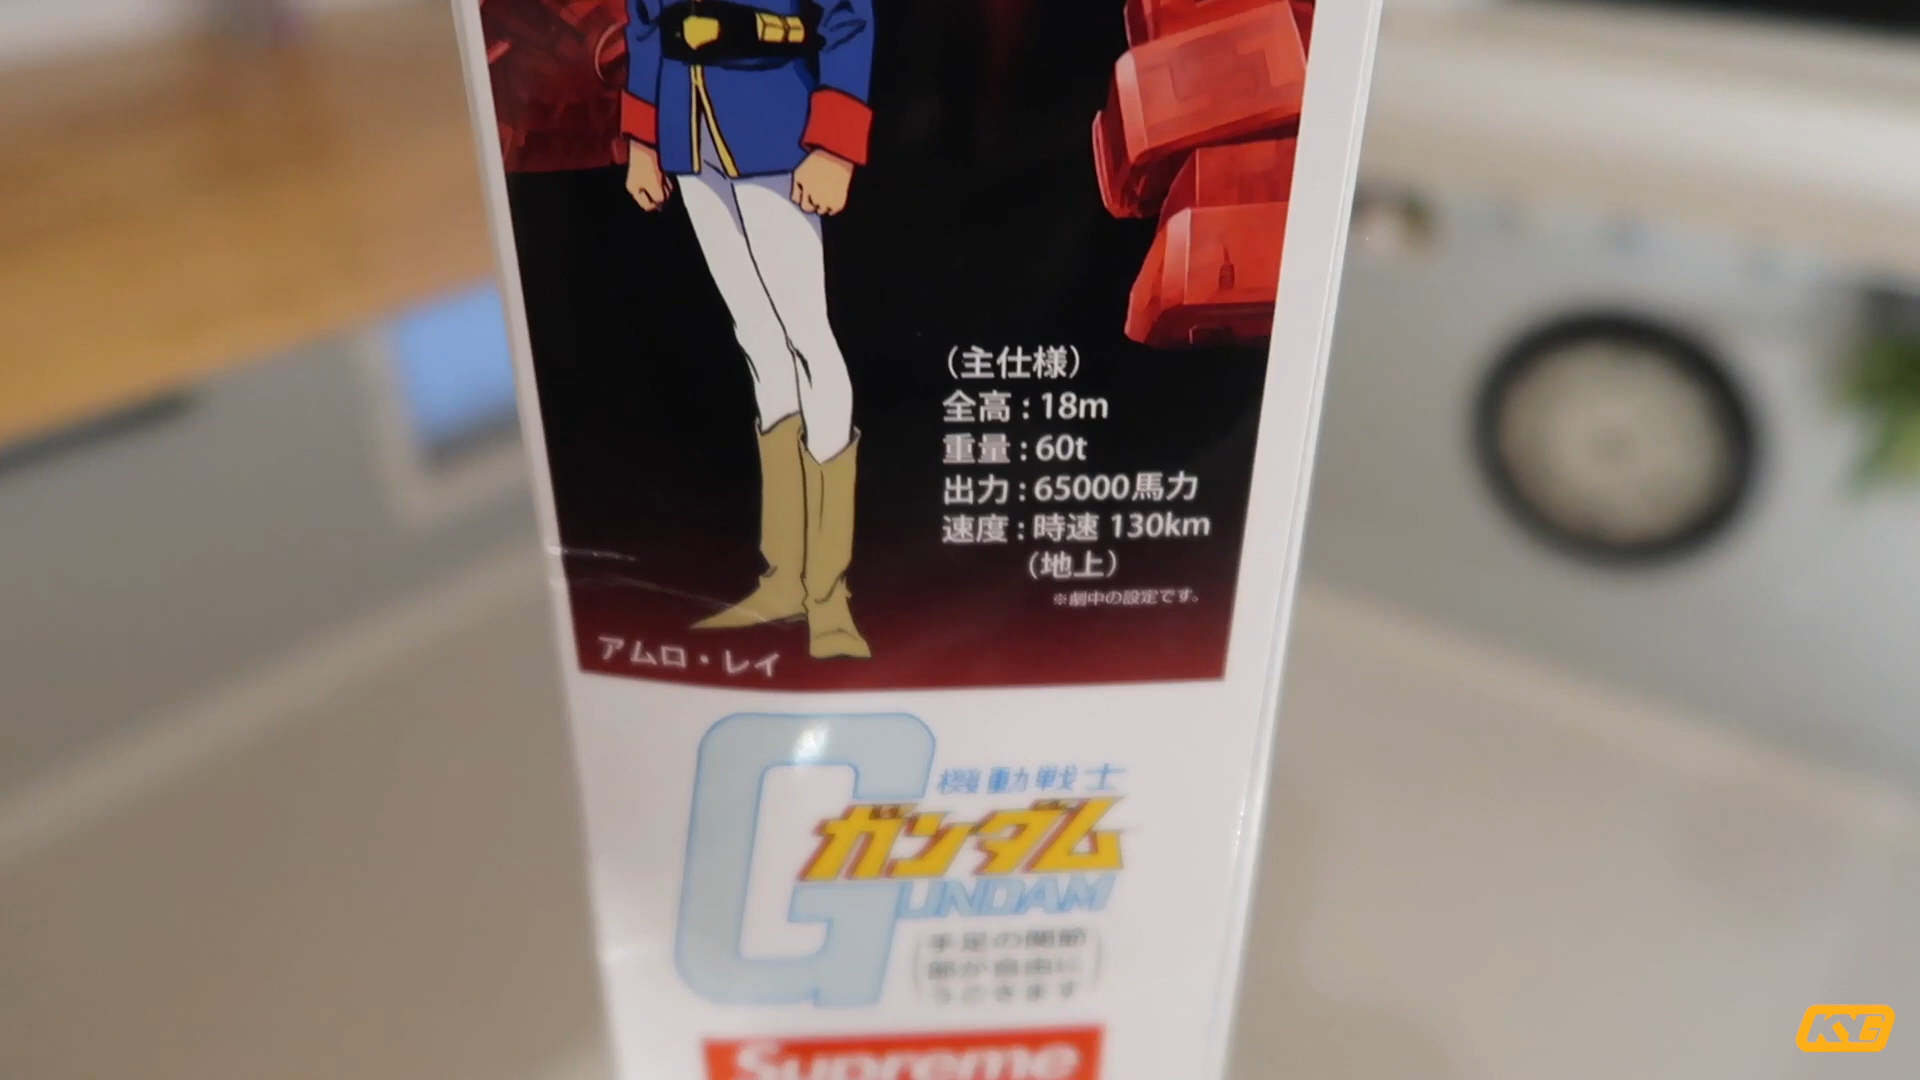 （主仕様）
全高：18m
重量：60t
出力：65000馬力
速度：時速 130km
（地上）
※劇中の設定です。
アムロ・レイ
機動戦士
ガンダム
GUNDAM
手足の関節
部が自由に
うごきます
Supreme
KYG